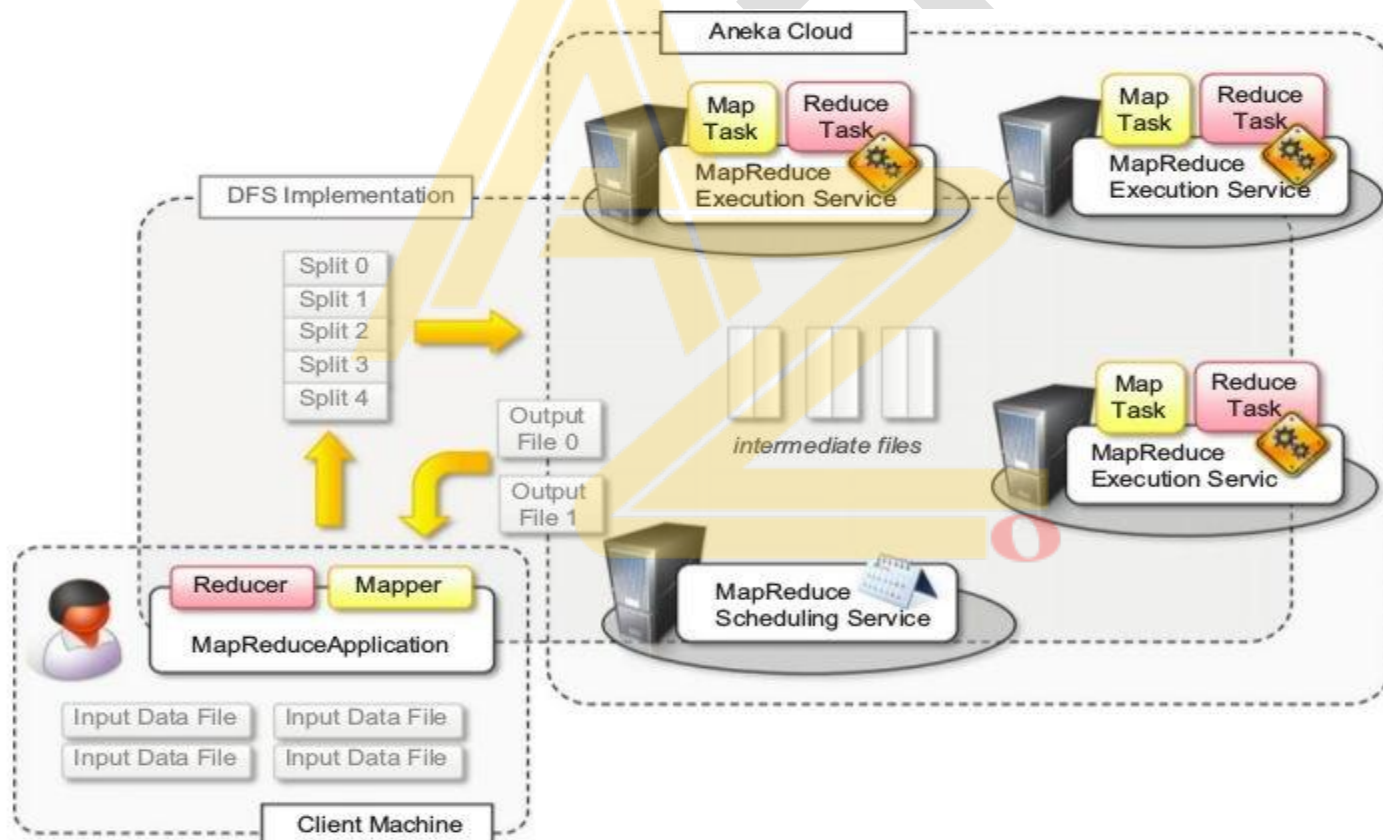 Aneka Cloud
Map
Task
Reduce
Task
MapReduce
Execution Service
Map
Task
Reduce
Task
MapReduce
Execution Service
DFS Implementation
Split 0
Split 1
Split 2
Split 3
Split 4
Output
File 0
Output
File 1
intermediate files
Map
Task
Reduce
Task
MapReduce
Execution Servic
MapReduce
Scheduling Service
Reducer
Mapper
MapReduceApplication
Input Data File
Input Data File
Input Data File
Input Data File
Client Machine
AZo